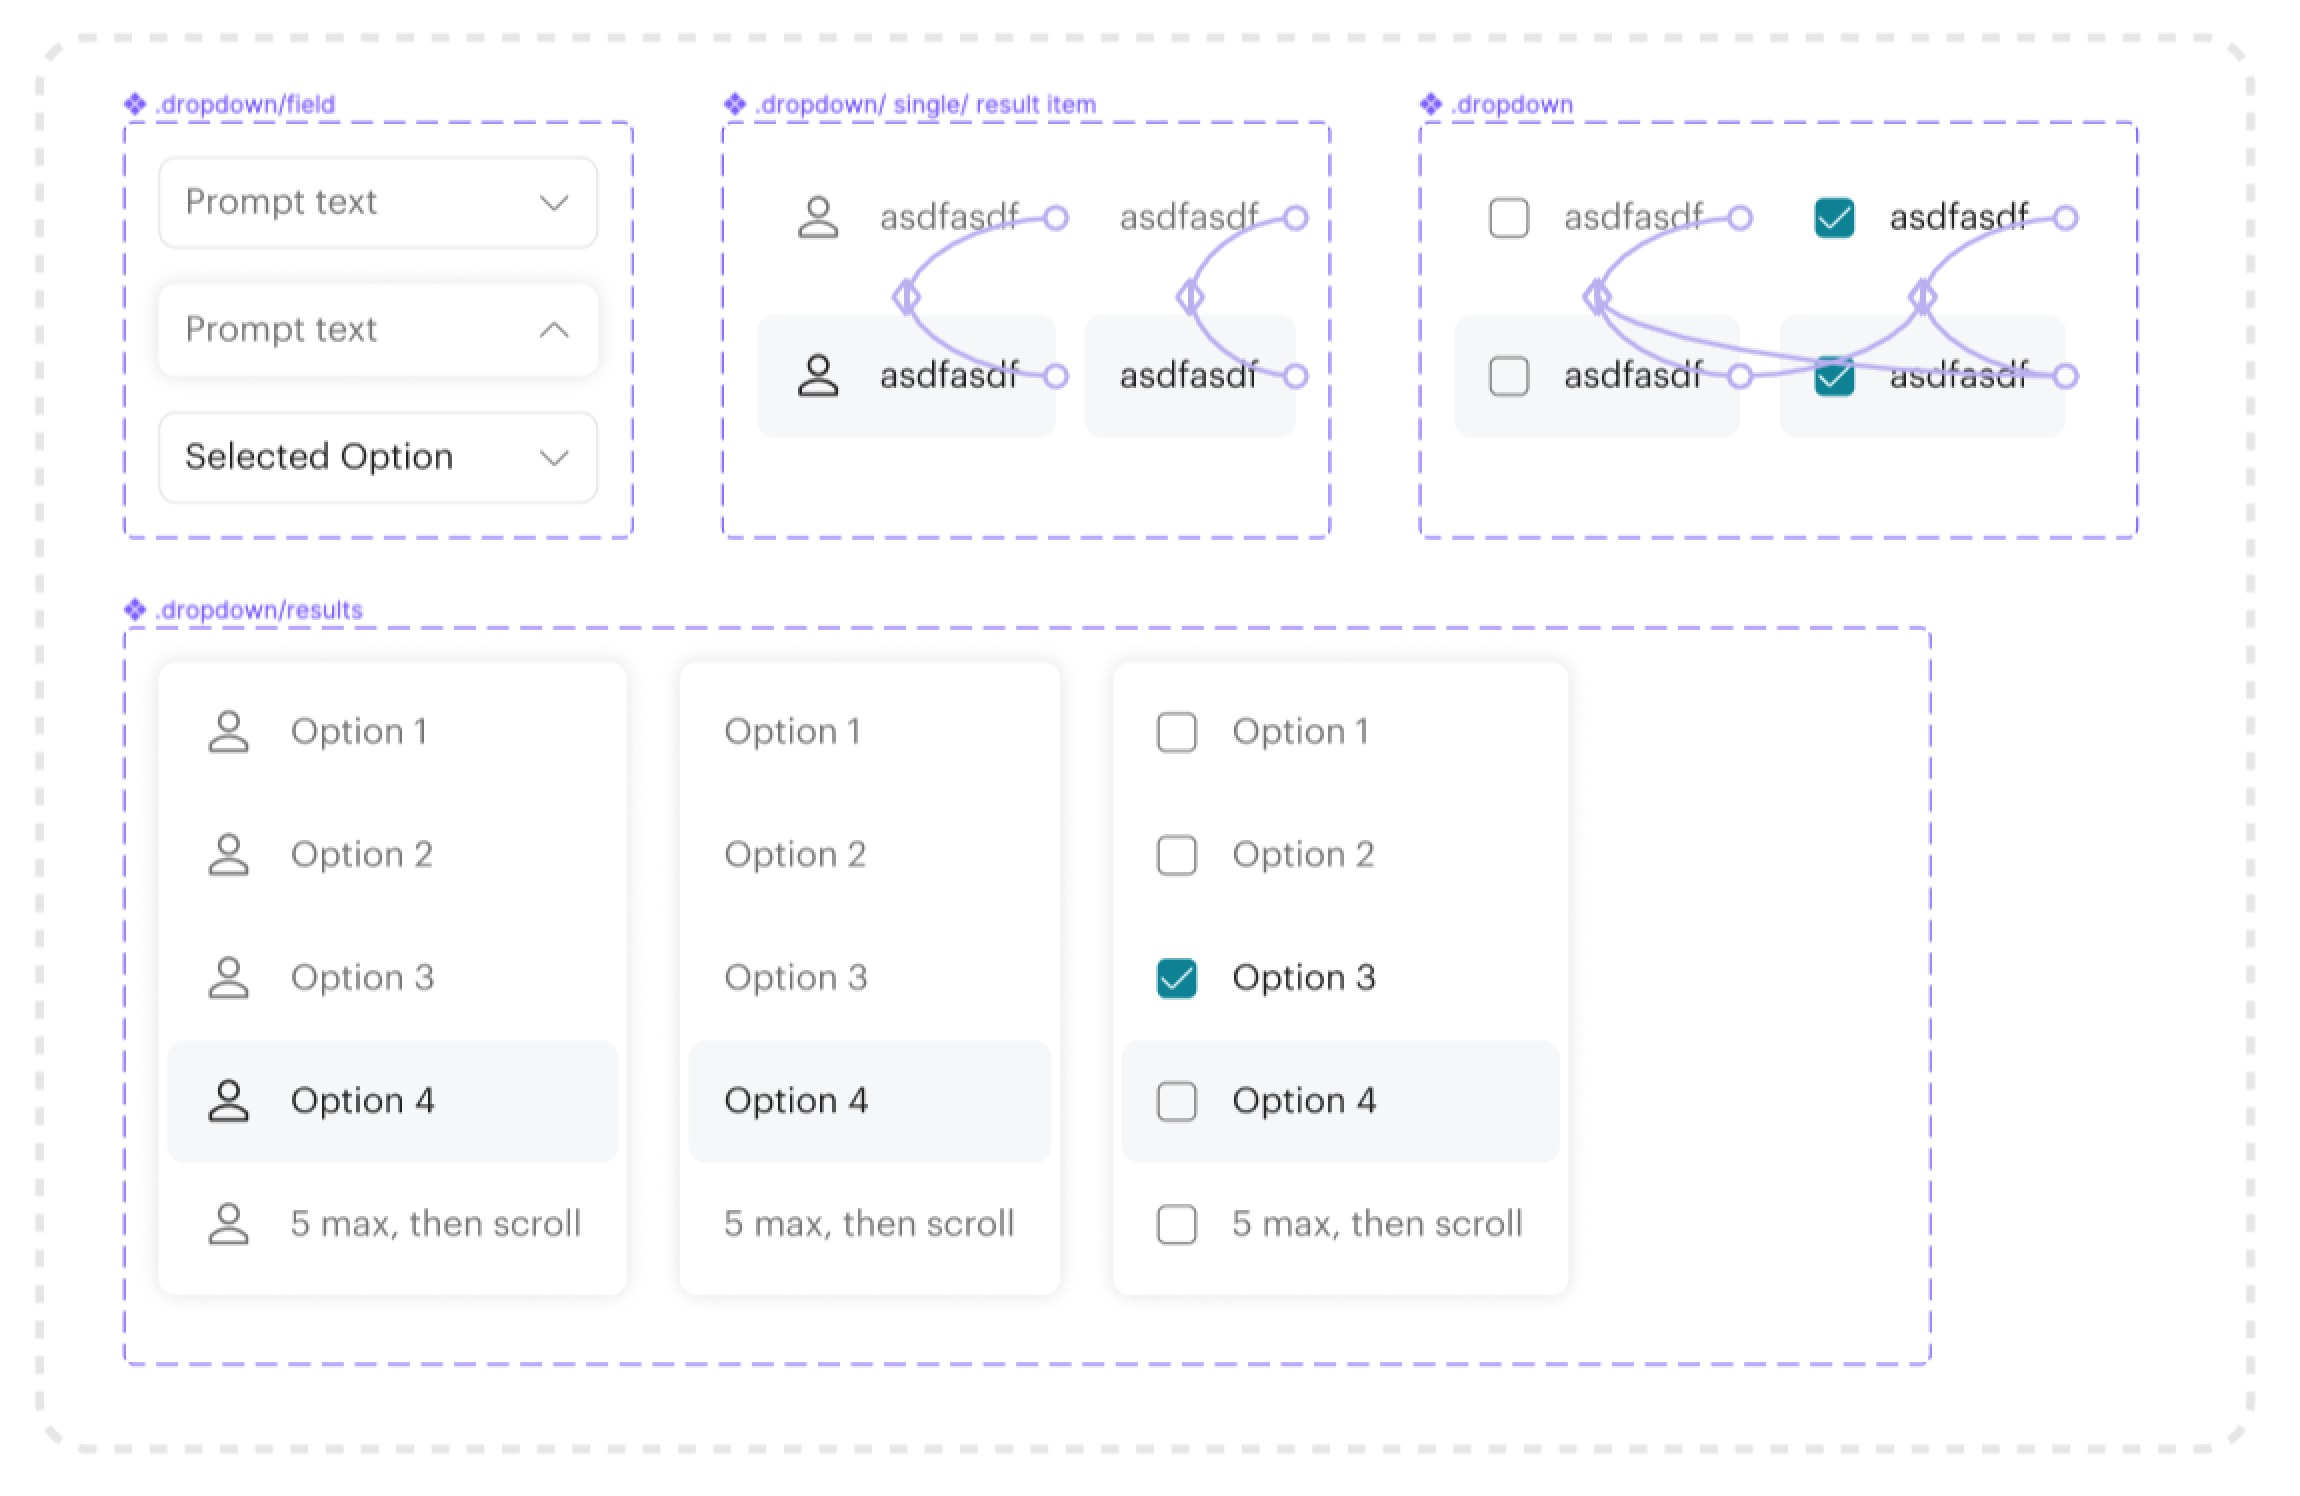 .dropdown/field
Prompt text
Prompt text
Selected Option
.dropdown/ single/ result item
asdfasdf asdfasdf
asdfasdf asdfasdf
.dropdown
asdfasdf asdfasdf
asdfasdf asdfasdf
.dropdown/results
Option 1
Option 2
Option 3
Option 4
5 max, then scroll
Option 1
Option 2
Option 3
Option 4
5 max, then scroll
Option 1
Option 2
Option 3
Option 4
5 max, then scroll